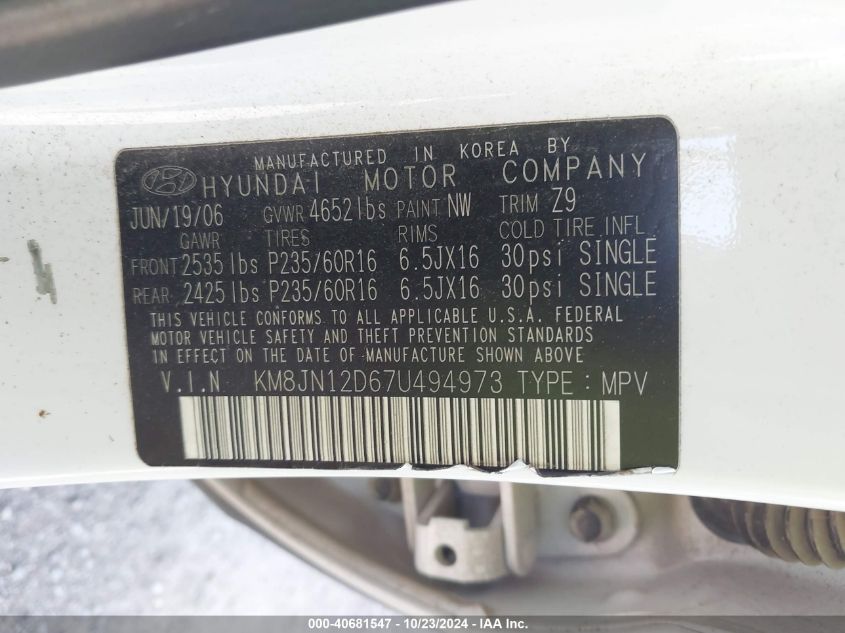 MANUFACTURED IN KOREA BY
HYUNDAI MOTOR COMPANY
JUN/19/06 GVWR 4652lbs PAINT NW TRIM Z9
GAWR TIRES RIMS COLD TIRE INFL.
FRONT 2535lbs P235/60R16 6.5JX16 30psi SINGLE
REAR 2425lbs P235/60R16 6.5JX16 30psi SINGLE
THIS VEHICLE CONFORMS TO ALL APPLICABLE U.S.A. FEDERAL
MOTOR VEHICLE SAFETY AND THEFT PREVENTION STANDARDS
IN EFFECT ON THE DATE OF MANUFACTURE SHOWN ABOVE
V.I.N. KM8JN12D67U494973 TYPE : MPV
000-40681547 - 10/23/2024 - IAAI.com